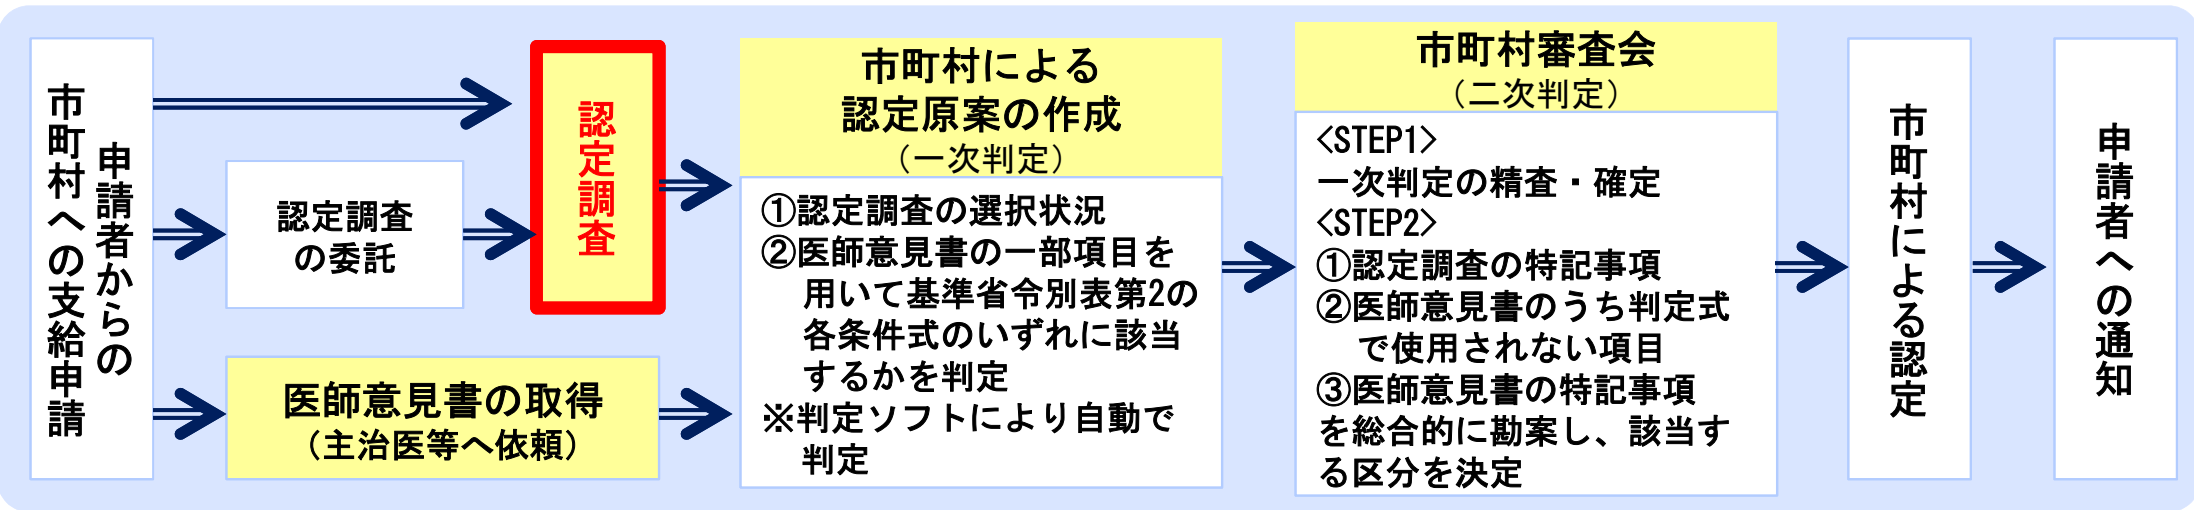 申請者からの
市町村への支給申請
認定調査
の委託
医師意見書の取得
（主治医等へ依頼）
認定調査
市町村による
認定原案の作成
（一次判定）
①認定調査の選択状況
②医師意見書の一部項目を
用いて基準省令別表第2の
各条件式のいずれに該当
するかを判定
※判定ソフトにより自動で
判定
市町村審査会
（二次判定）
<STEP1>
一次判定の精査・確定
<STEP2>
①認定調査の特記事項
②医師意見書のうち判定式
で使用されない項目
③医師意見書の特記事項
を総合的に勘案し、該当す
る区分を決定
市町村による認定
申請者への通知